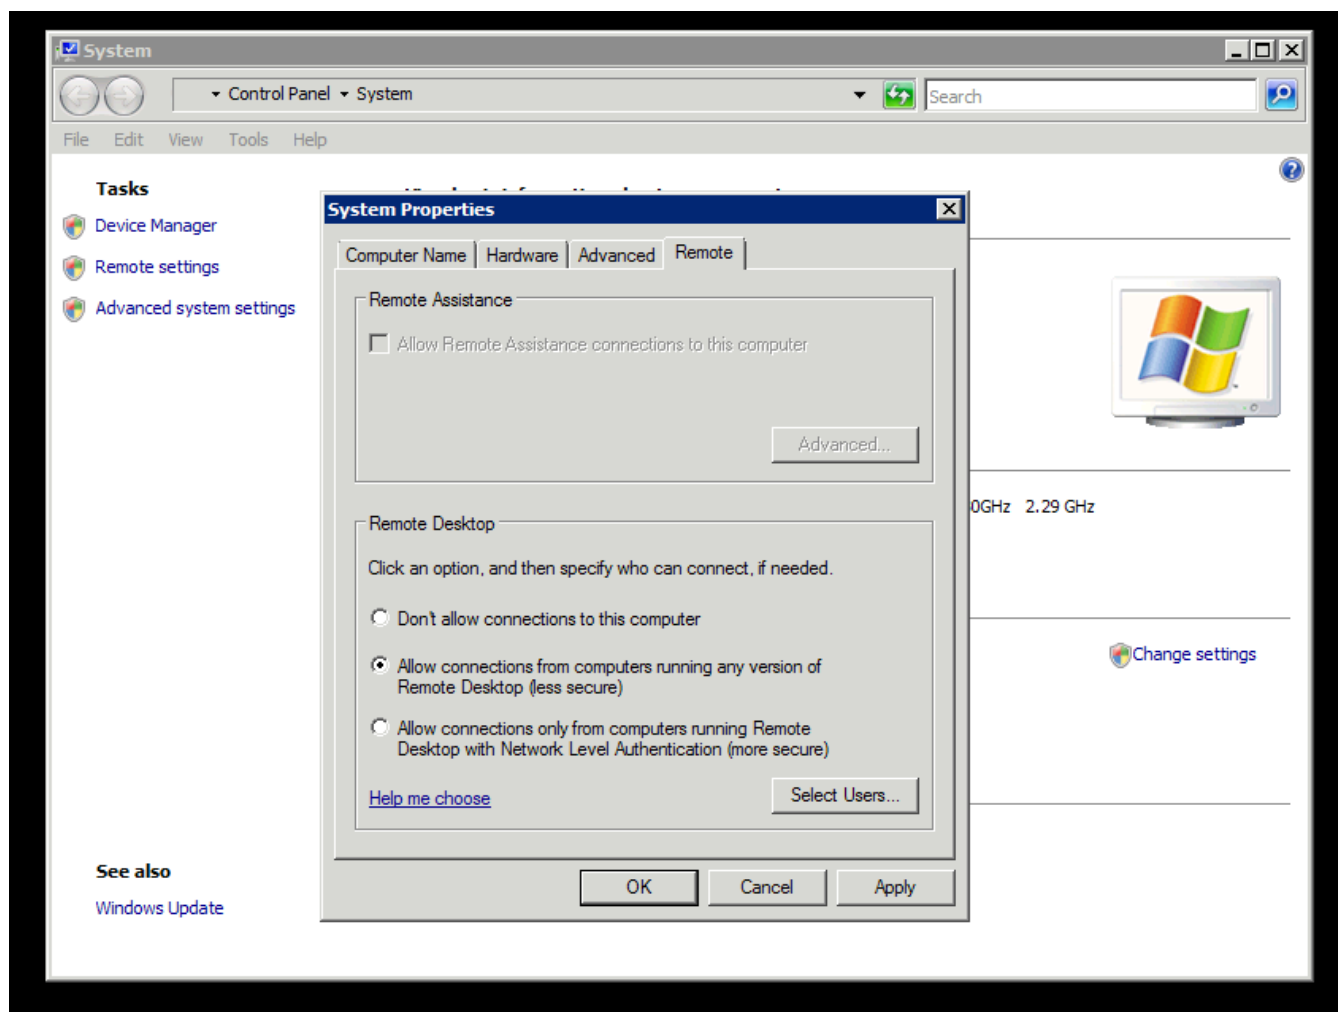 System
Control Panel System
Search
File Edit View Tools Help
Tasks
Device Manager
Remote settings
Advanced system settings
System Properties
Computer Name Hardware Advanced Remote
Remote Assistance
Allow Remote Assistance connections to this computer
Advanced...
Remote Desktop
Click an option, and then specify who can connect, if needed.
Don't allow connections to this computer
Allow connections from computers running any version of
Remote Desktop (less secure)
Allow connections only from computers running Remote
Desktop with Network Level Authentication (more secure)
Help me choose
Select Users...
OK Cancel Apply
0GHz 2.29 GHz
Change settings
See also
Windows Update